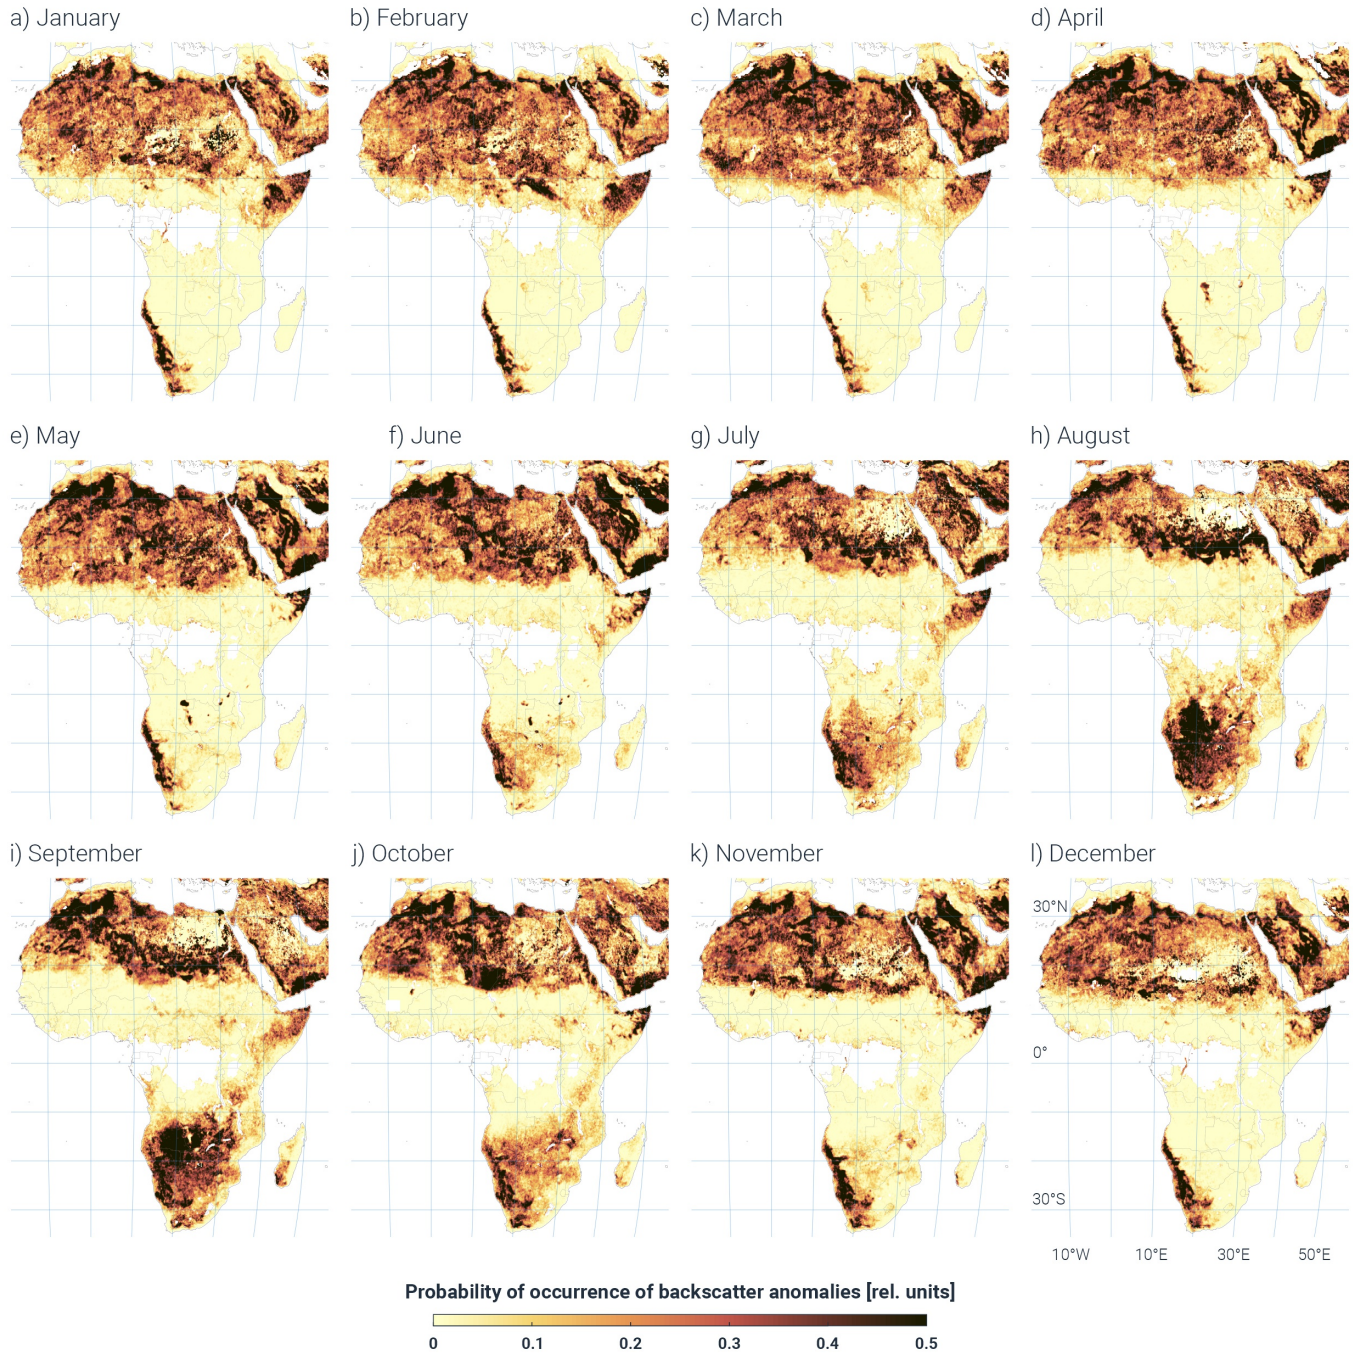 a) January
b) February
c) March
d) April
e) May
f) June
g) July
h) August
i) September
j) October
k) November
l) December
30°N
0°
30°S
10°W 10°E 30°E 50°E
Probability of occurrence of backscatter anomalies [rel. units]
0 0.1 0.2 0.3 0.4 0.5